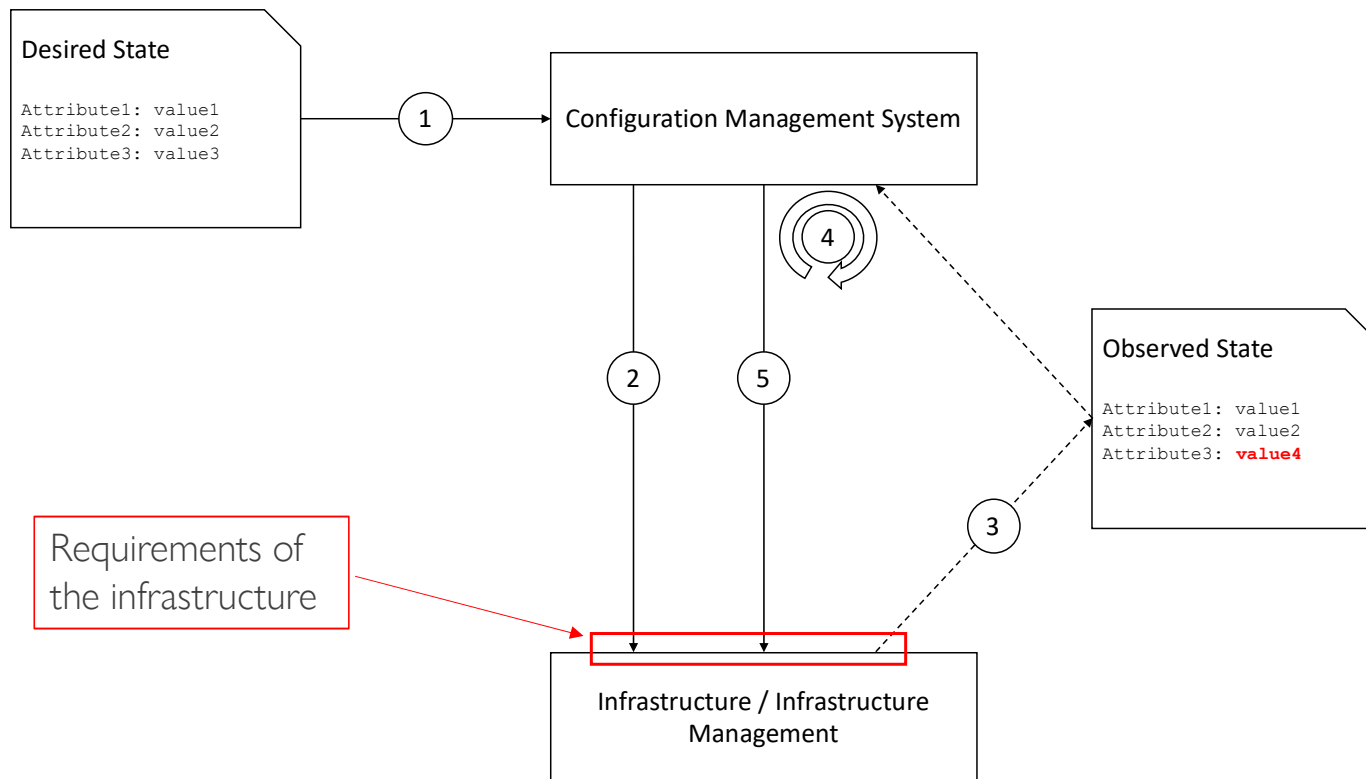 Desired State
Attribute1: value1
Attribute2: value2
Attribute3: value3
1
Configuration Management System
4
2
5
Observed State
Attribute1: value1
Attribute2: value2
Attribute3: value4
3
Requirements of
the infrastructure
Infrastructure / Infrastructure
Management